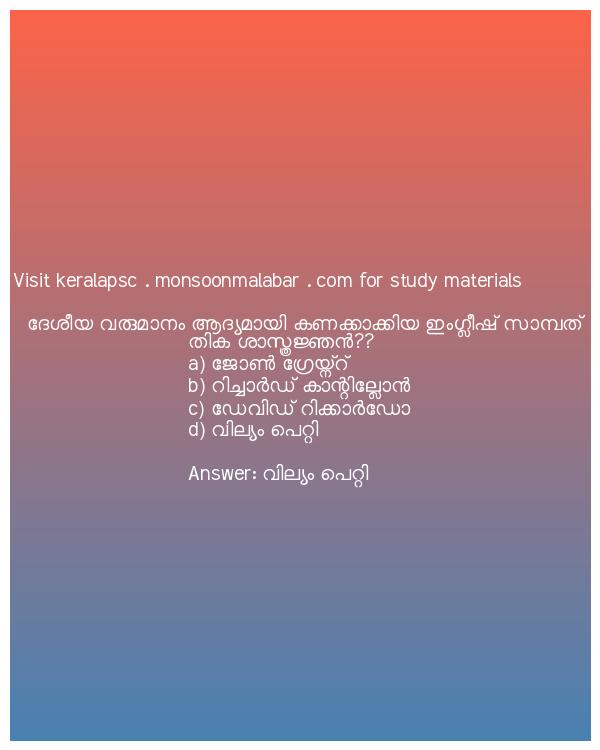 Visit keralapsc . monsoonmalabar . com for study materials
ദേശീയ വരുമാനം ആദ്യമായി കണക്കാക്കിയ ഇംഗ്ലീഷ് സാമ്പത്
തിക ശാസ്ത്രജ്ഞൻ??
a) ജോൺ ഗ്രേയ്ന്റ്
b) റിച്ചാർഡ് കാന്റില്ലോൻ
c) ഡേവിഡ് റിക്കാർഡോ
d) വില്യം പെറ്റി
Answer: വില്യം പെറ്റി